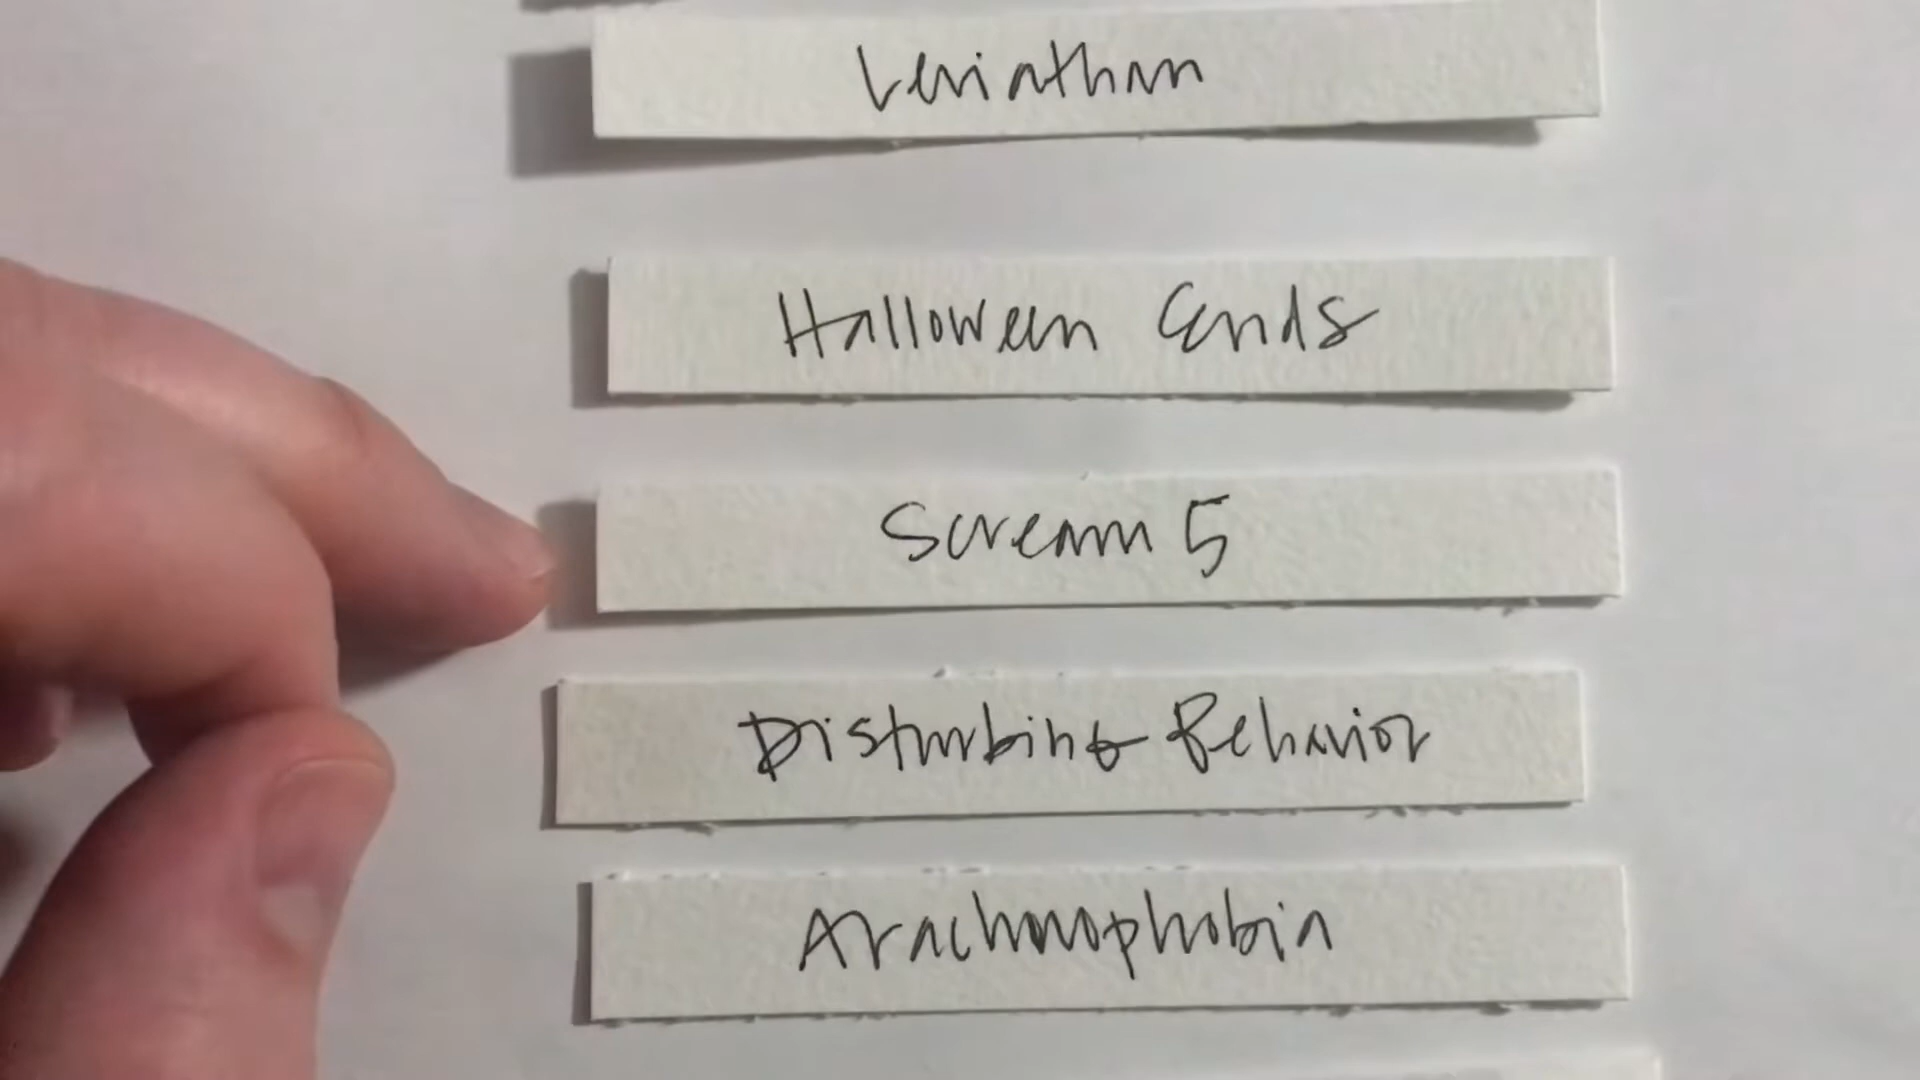 Leviathan
Halloween Ends
Scream 5
Disturbing Behavior
Arachnophobia